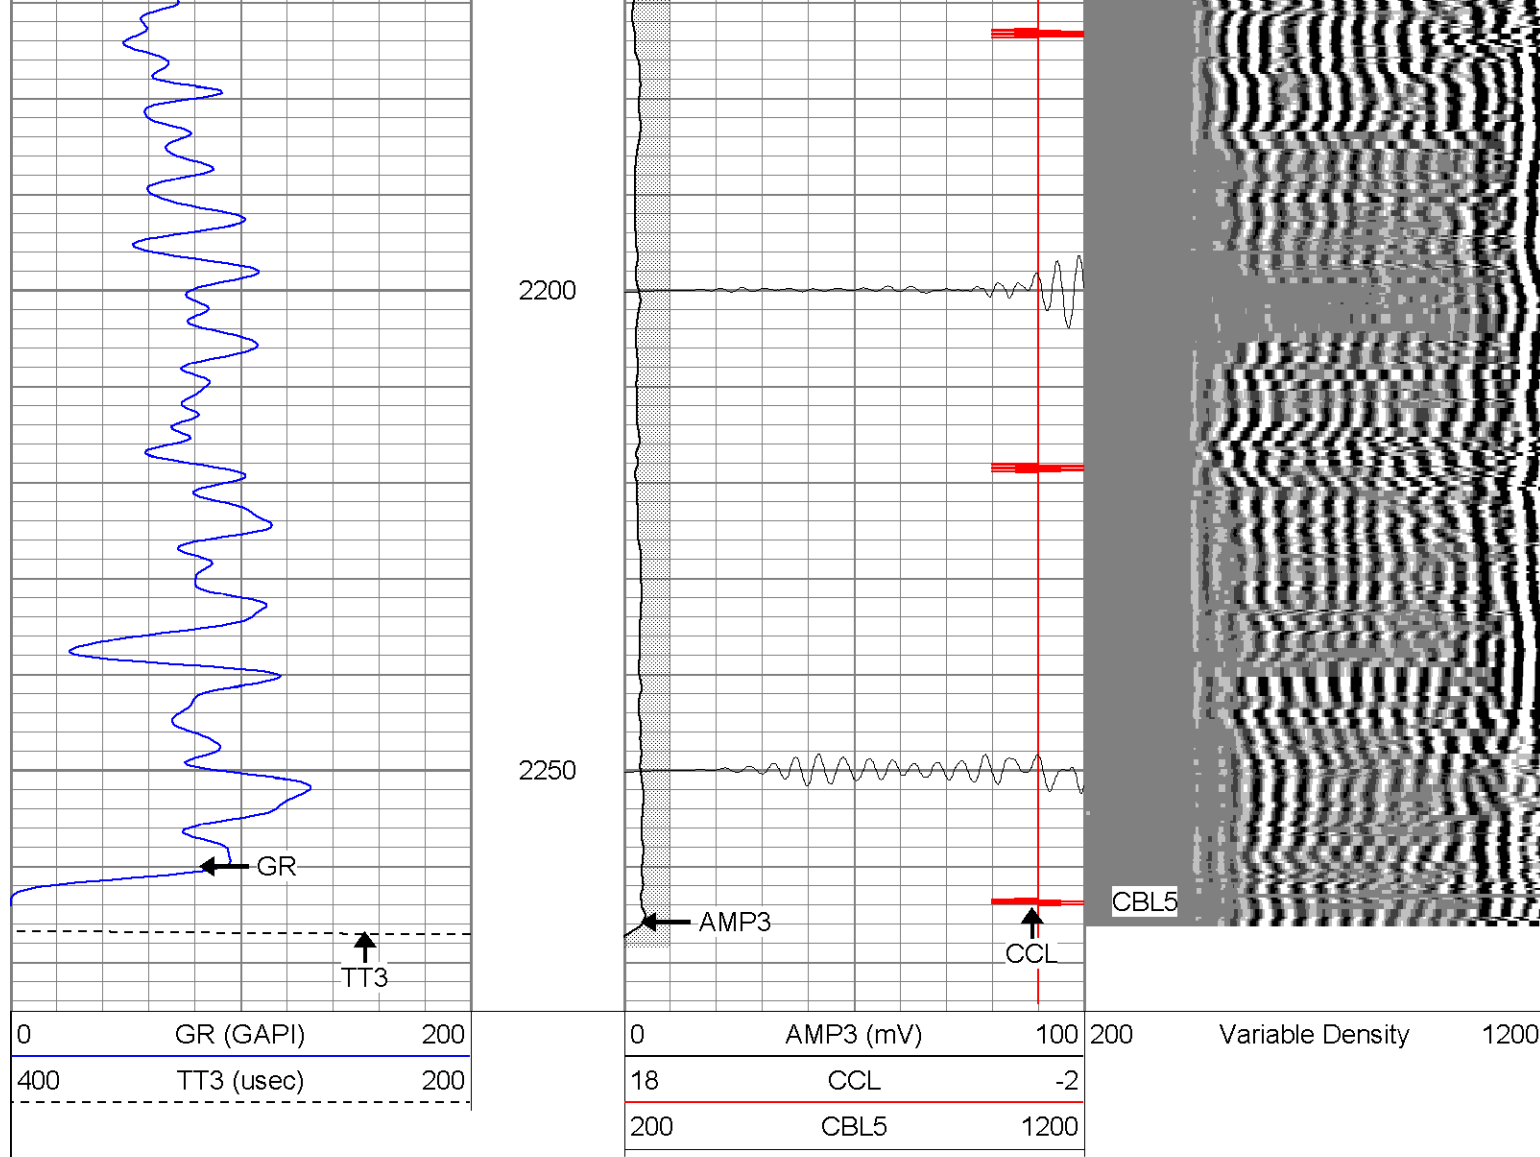 2200
2250
GR
CBL5
AMP3
CCL
TT3
0 GR (GAPI) 200
0 AMP3 (mV) 100
200 Variable Density 1200
400 TT3 (usec) 200
18 CCL -2
200 CBL5 1200